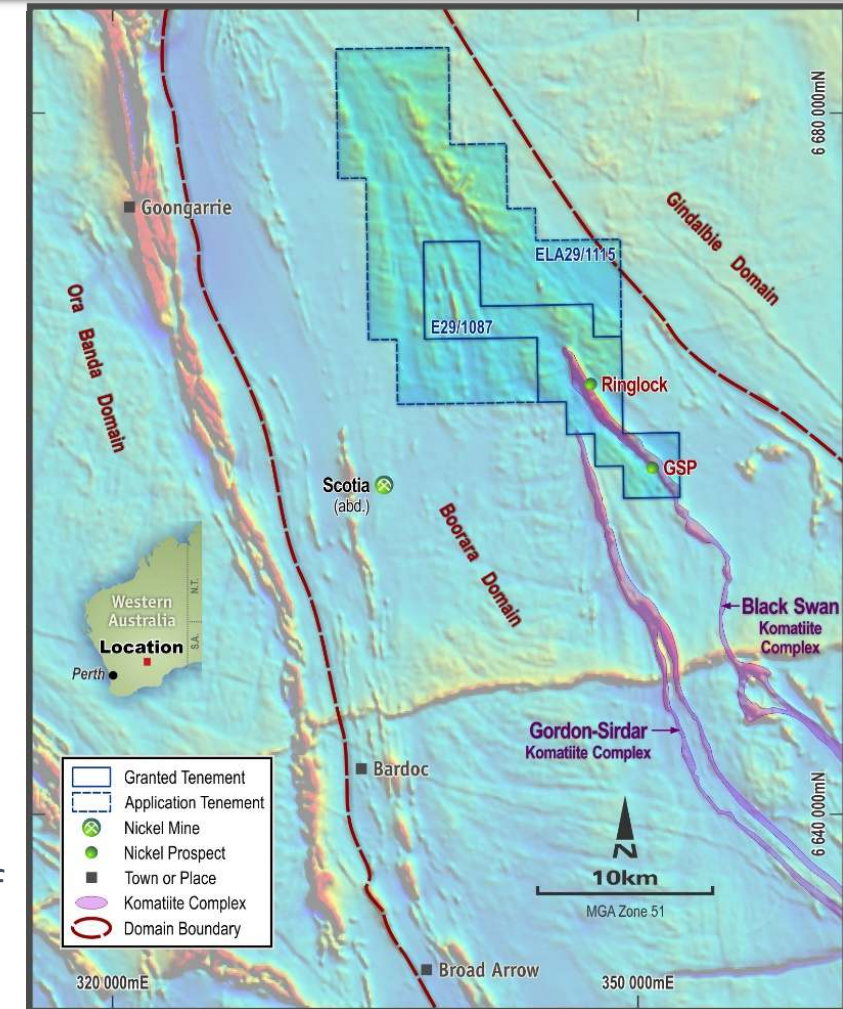 6 680 000mN
Goongarrie
Gindalbie Domain
ELA29/1115
Ora Banda Domain
E29/1087
Ringlock
GSP
Scotia
(abd.)
Boorara Domain
Western
Australia
Location
Perth
N.T.
S.A.
Black Swan
Komatiite
Complex
Gordon-Sirdar
Komatiite Complex
Bardoc
Granted Tenement
Application Tenement
Nickel Mine
Nickel Prospect
Town or Place
Komatiite Complex
Domain Boundary
N
10km
MGA Zone 51
6 640 000mN
Broad Arrow
320 000mE
350 000mE